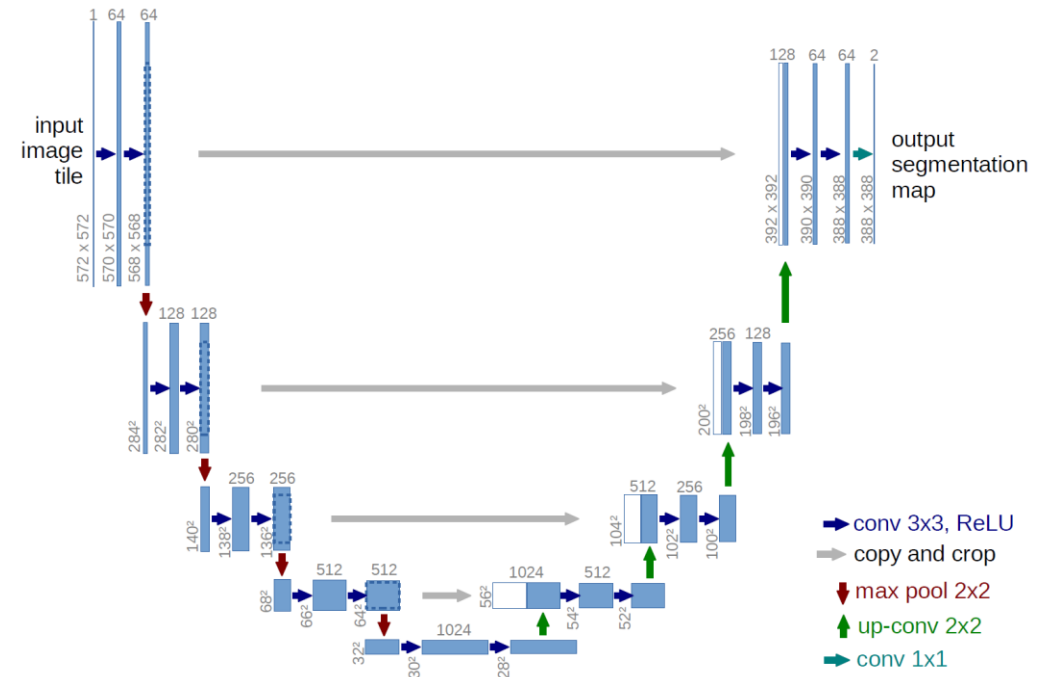 1 64 64
input
image
tile
572 x 572
570 x 570
568 x 568
128 64 64 2
output
segmentation
map
392 x 392
390 x 390
388 x 388
388 x 388
128 128
284²
282²
280²
256 128
200²
198²
196²
256 256
140²
138²
136²
512 256
104²
102²
100²
512 512
68²
66²
64²
1024 512
56²
54²
52²
1024
32²
30²
28²
conv 3x3, ReLU
copy and crop
max pool 2x2
up-conv 2x2
conv 1x1